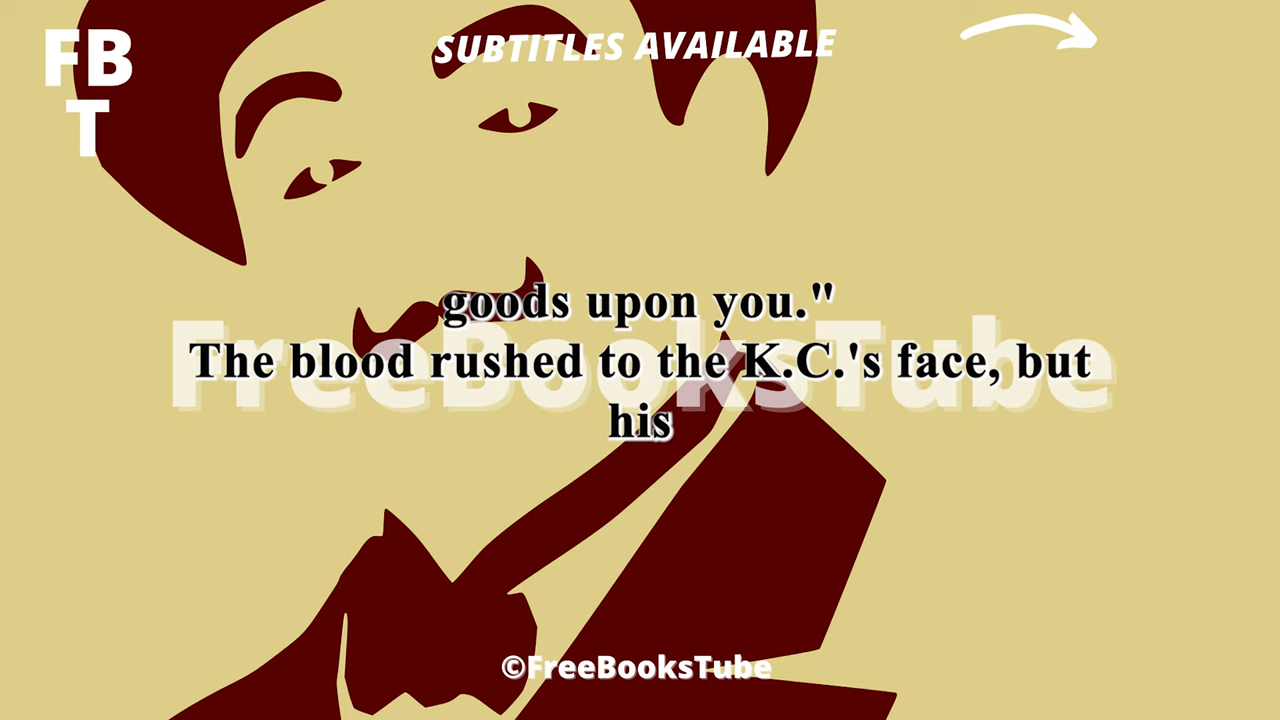 FB
T
SUBTITLES AVAILABLE
goods upon you."
The blood rushed to the K.C.'s face, but
his
FreeBooksTube
©FreeBooksTube